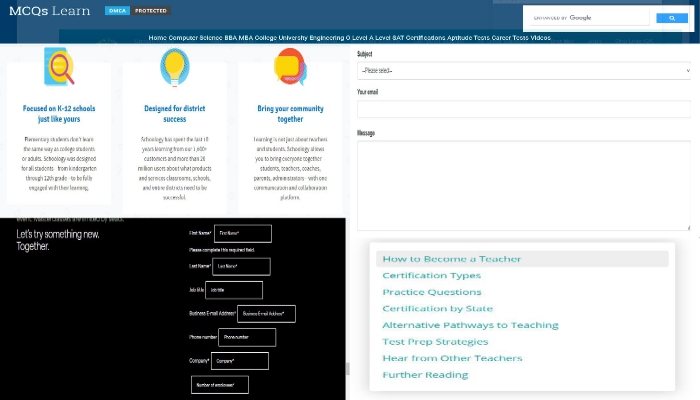 MCQs Learn
DMCA PROTECTED
ENHANCED BY Google
Home Computer Science BBA MBA College University Engineering O Level A Level SAT Certifications Aptitude Tests Career Tests Videos
Focused on K-12 schools
just like yours
Elementary students don't learn
the same way as college students
or adults. Schoology was designed
for all students - from kindergarten
through 12th grade - to be fully
engaged with their learning.
Designed for district
success
Schoology has spent the last 10
years learning from our 1,600+
customers and more than 20
million users about what products
and services classrooms, schools,
and entire districts need to be
successful.
Bring your community
together
Learning is not just about teachers
and students. Schoology allows
you to bring everyone together
students, teachers, coaches,
parents, administrators - with one
communication and collaboration
platform.
Subject
--Please select--
Your email
Message
Let's try something new.
Together.
First Name* First Name*
Please complete this required field.
Last Name* Last Name*
Job title Job title
Business E-mail Address* Business E-mail Address*
Phone number Phone number
Company* Company*
Number of employees*
How to Become a Teacher
Certification Types
Practice Questions
Certification by State
Alternative Pathways to Teaching
Test Prep Strategies
Hear from Other Teachers
Further Reading